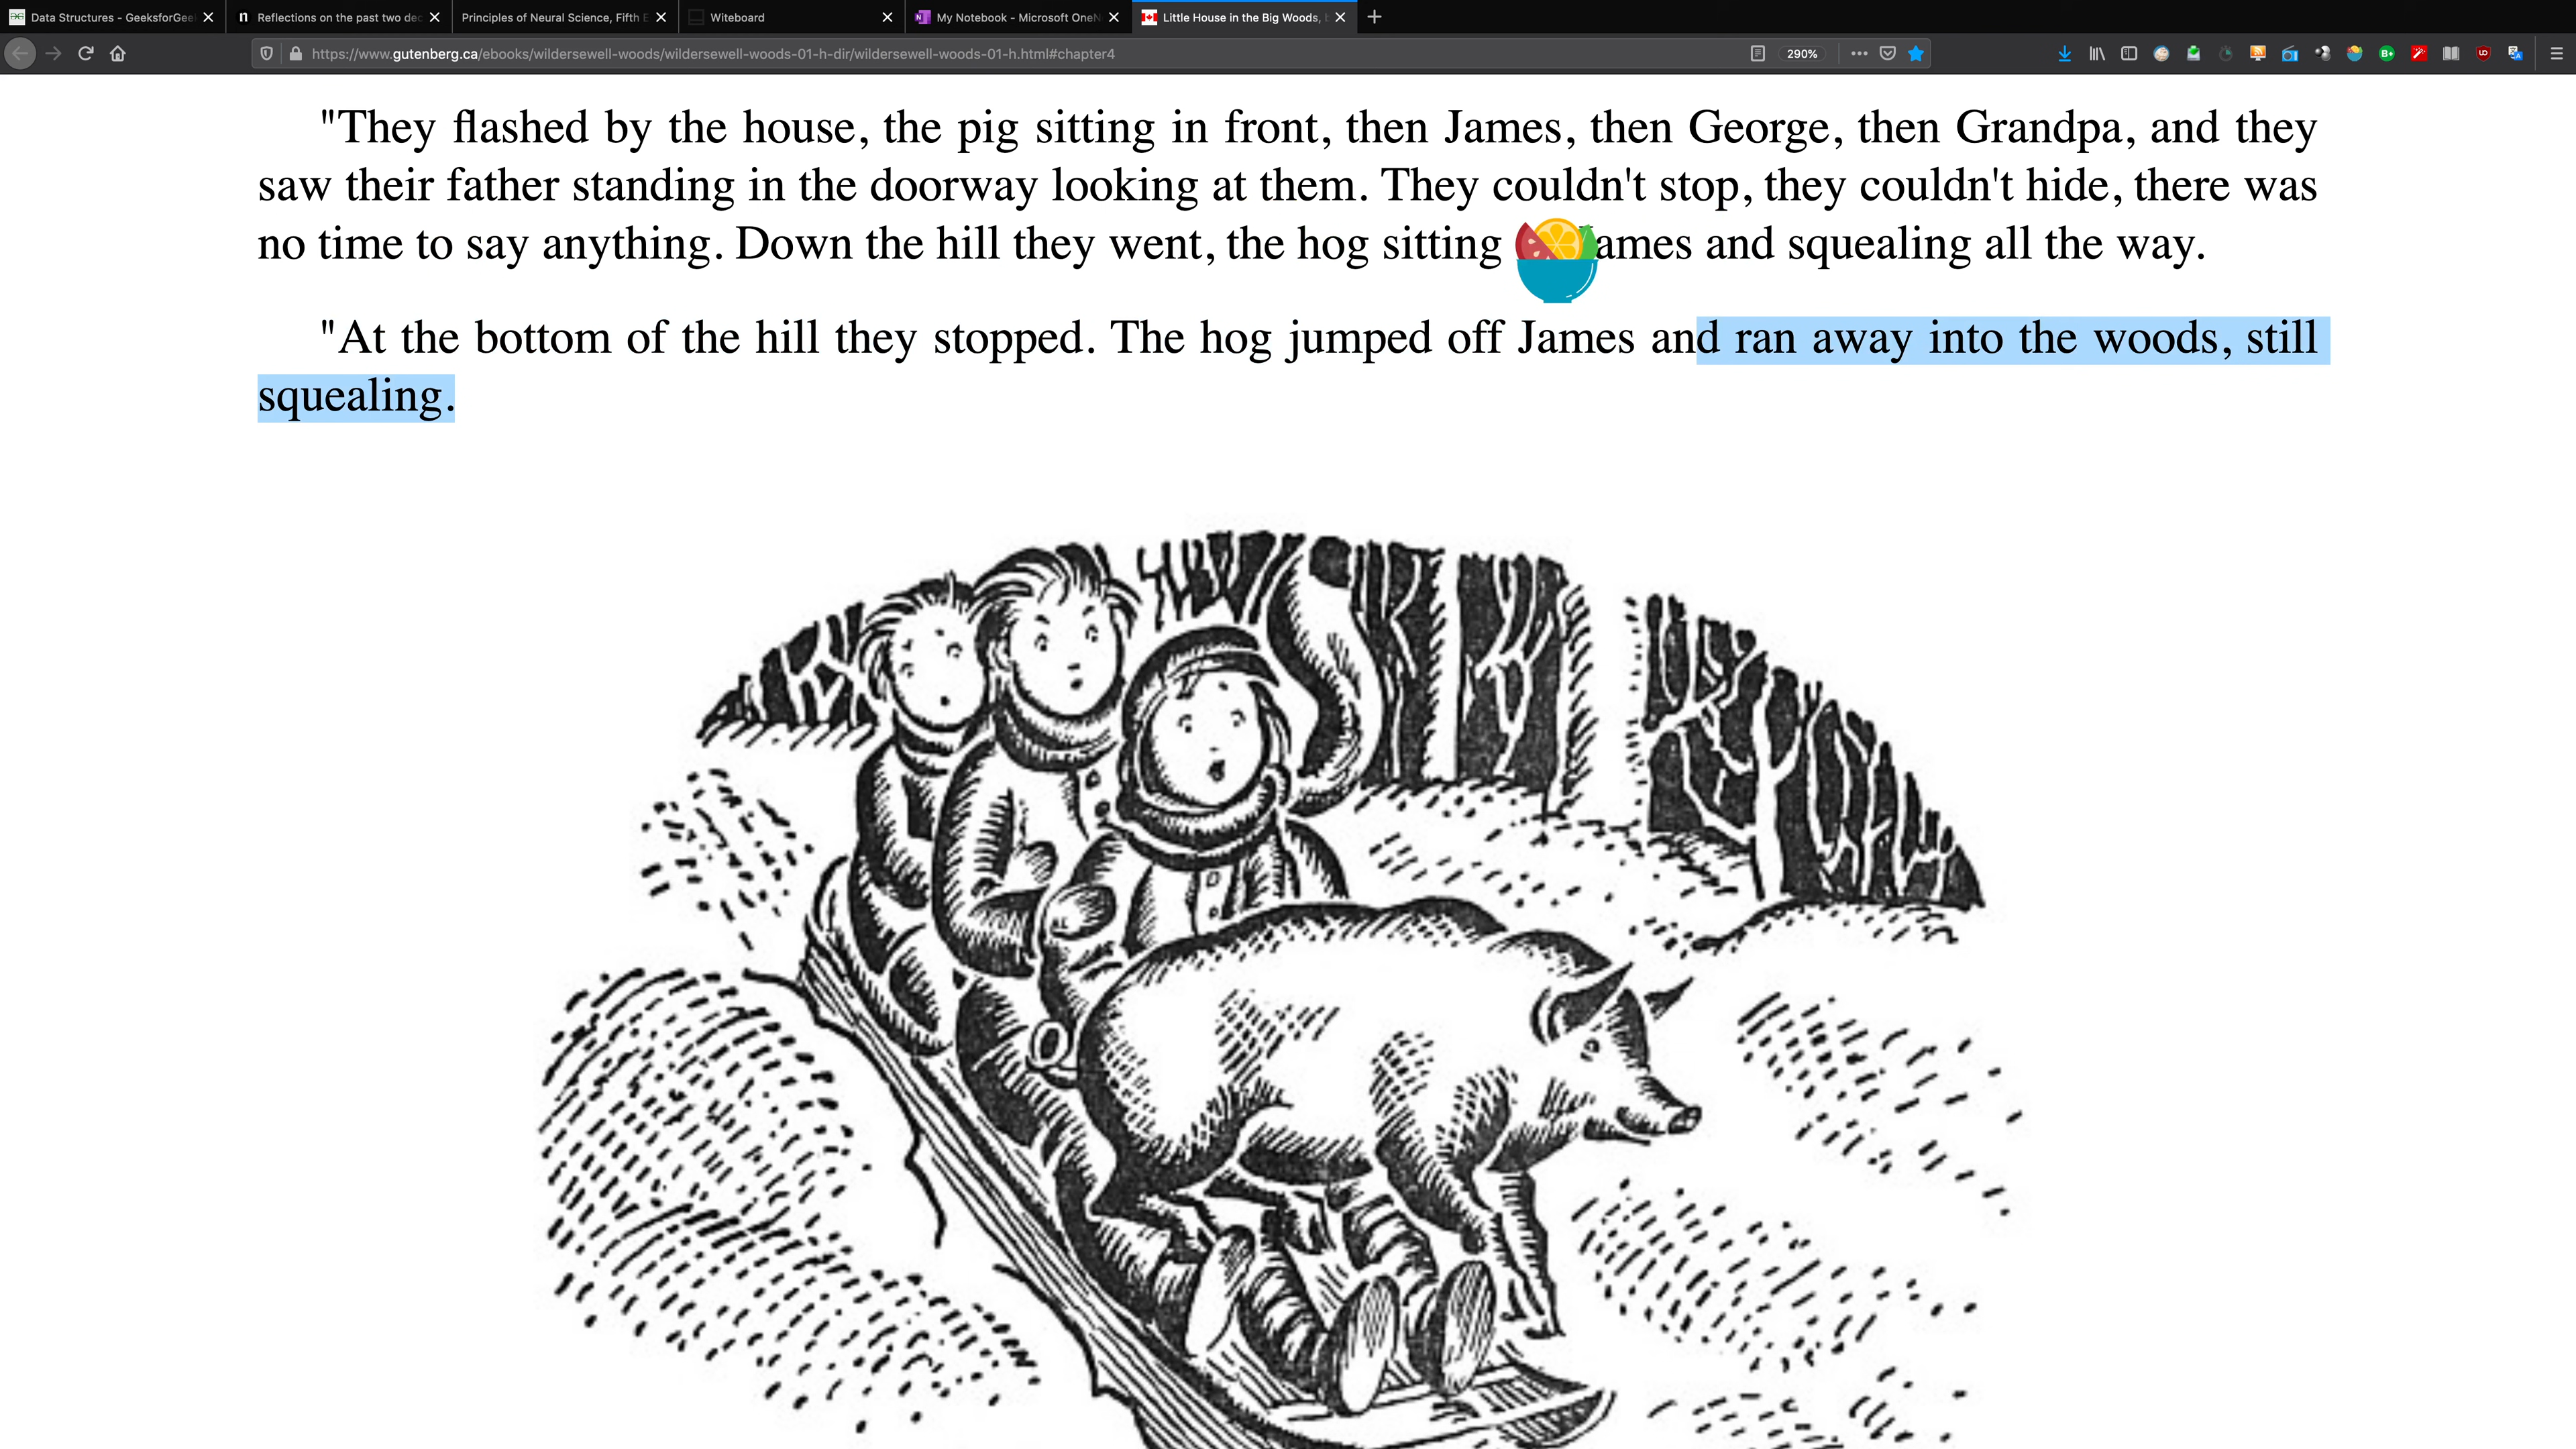 Data Structures - GeeksforGee
Reflections on the past two dec
Principles of Neural Science, Fifth E
Witeboard
My Notebook - Microsoft OneN
Little House in the Big Woods, b
https://www.gutenberg.ca/ebooks/wildersewell-woods/wildersewell-woods-01-h-dir/wildersewell-woods-01-h.html#chapter4
290%
"They flashed by the house, the pig sitting in front, then James, then George, then Grandpa, and they
saw their father standing in the doorway looking at them. They couldn't stop, they couldn't hide, there was
no time to say anything. Down the hill they went, the hog sitting ames and squealing all the way.
"At the bottom of the hill they stopped. The hog jumped off James and ran away into the woods, still
squealing.